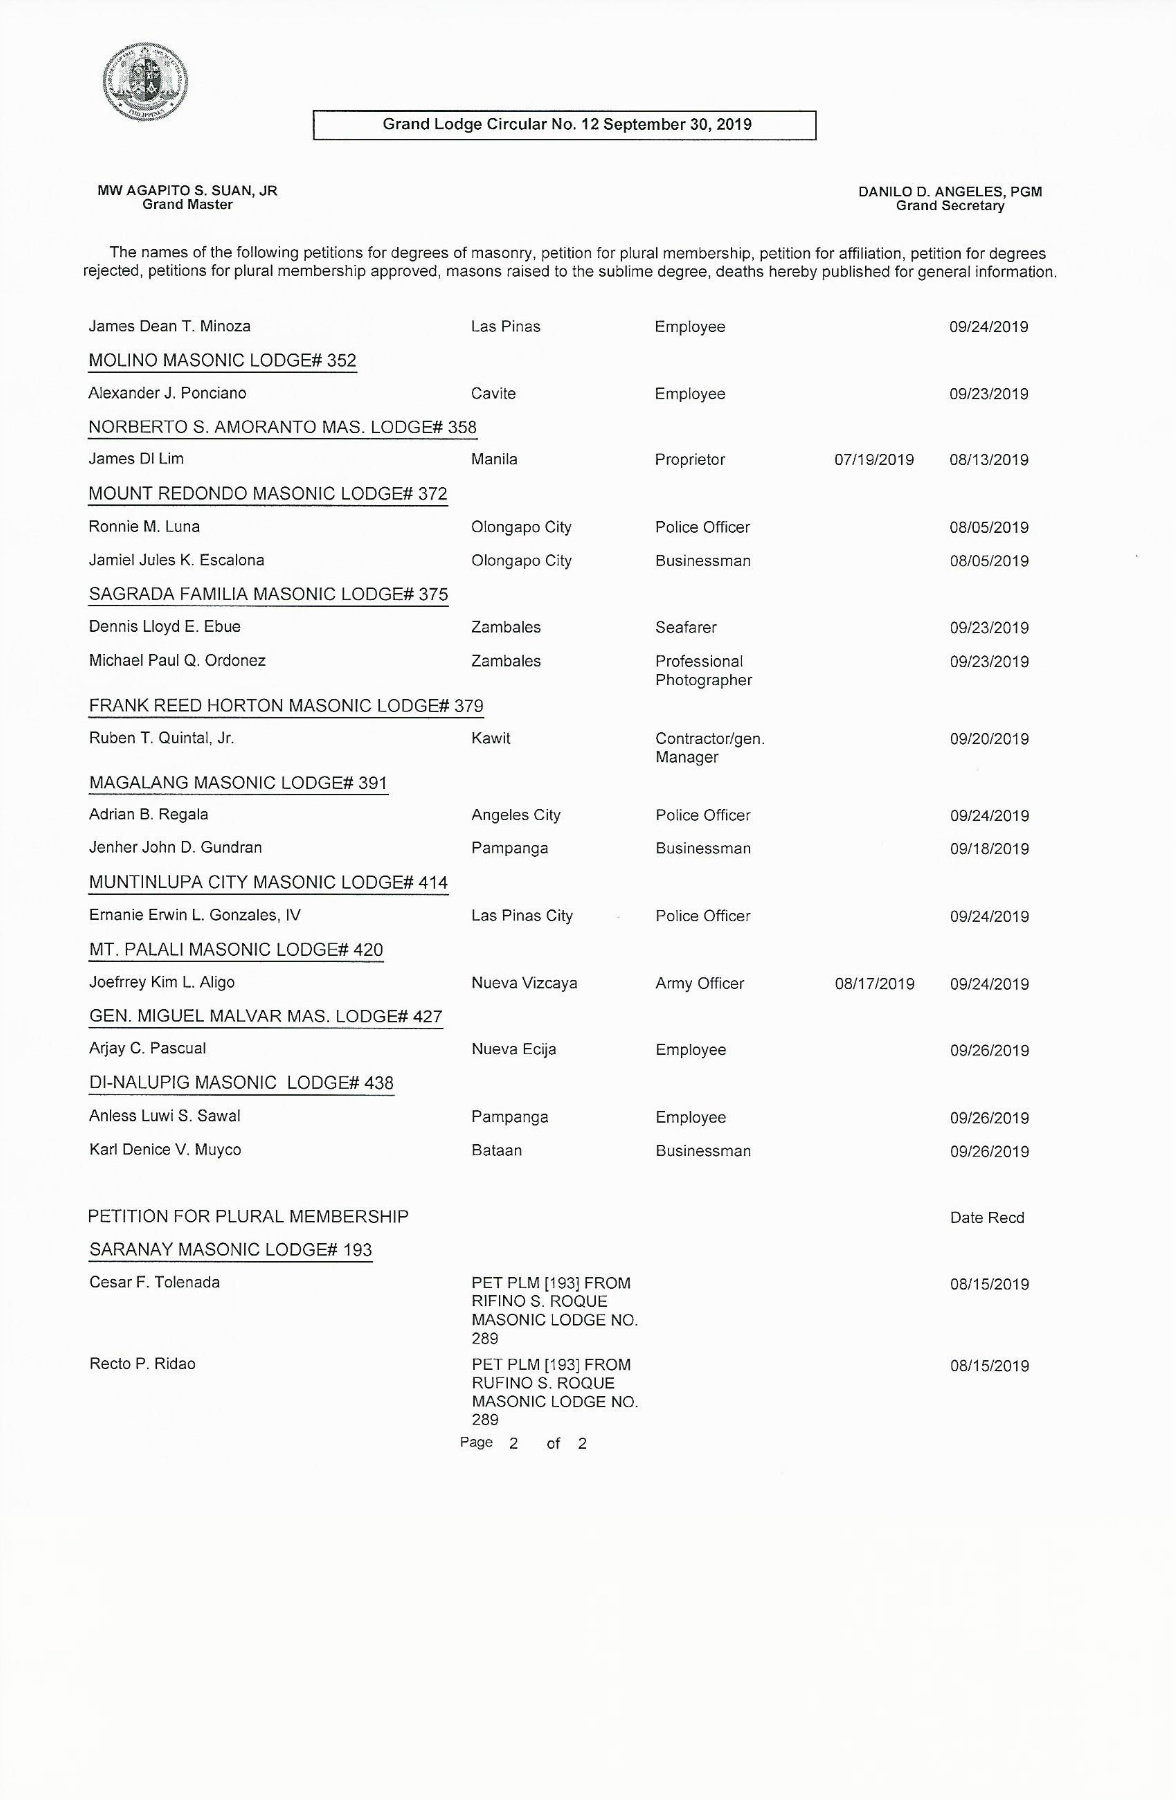 PHILIPPINES
Grand Lodge Circular No. 12 September 30, 2019
MW AGAPITO S. SUAN, JR
Grand Master
DANILO D. ANGELES, PGM
Grand Secretary
The names of the following petitions for degrees of masonry, petition for plural membership, petition for affiliation, petition for degrees
rejected, petitions for plural membership approved, masons raised to the sublime degree, deaths hereby published for general information.
James Dean T. Minoza Las Pinas Employee 09/24/2019
MOLINO MASONIC LODGE# 352
Alexander J. Ponciano Cavite Employee 09/23/2019
NORBERTO S. AMORANTO MAS. LODGE# 358
James DI Lim Manila Proprietor 07/19/2019 08/13/2019
MOUNT REDONDO MASONIC LODGE# 372
Ronnie M. Luna Olongapo City Police Officer 08/05/2019
Jamiel Jules K. Escalona Olongapo City Businessman 08/05/2019
SAGRADA FAMILIA MASONIC LODGE# 375
Dennis Lloyd E. Ebue Zambales Seafarer 09/23/2019
Michael Paul Q. Ordonez Zambales Professional 09/23/2019
Photographer
FRANK REED HORTON MASONIC LODGE# 379
Ruben T. Quintal, Jr. Kawit Contractor/gen. 09/20/2019
Manager
MAGALANG MASONIC LODGE# 391
Adrian B. Regala Angeles City Police Officer 09/24/2019
Jenher John D. Gundran Pampanga Businessman 09/18/2019
MUNTINLUPA CITY MASONIC LODGE# 414
Ernanie Erwin L. Gonzales, IV Las Pinas City Police Officer 09/24/2019
MT. PALALI MASONIC LODGE# 420
Joefrrey Kim L. Aligo Nueva Vizcaya Army Officer 08/17/2019 09/24/2019
GEN. MIGUEL MALVAR MAS. LODGE# 427
Arjay C. Pascual Nueva Ecija Employee 09/26/2019
DI-NALUPIG MASONIC LODGE# 438
Anless Luwi S. Sawal Pampanga Employee 09/26/2019
Karl Denice V. Muyco Bataan Businessman 09/26/2019
PETITION FOR PLURAL MEMBERSHIP Date Recd
SARANAY MASONIC LODGE# 193
Cesar F. Tolenada PET PLM [193] FROM 08/15/2019
RIFINO S. ROQUE
MASONIC LODGE NO.
289
Recto P. Ridao PET PLM [193] FROM 08/15/2019
RUFINO S. ROQUE
MASONIC LODGE NO.
289
Page 2 of 2